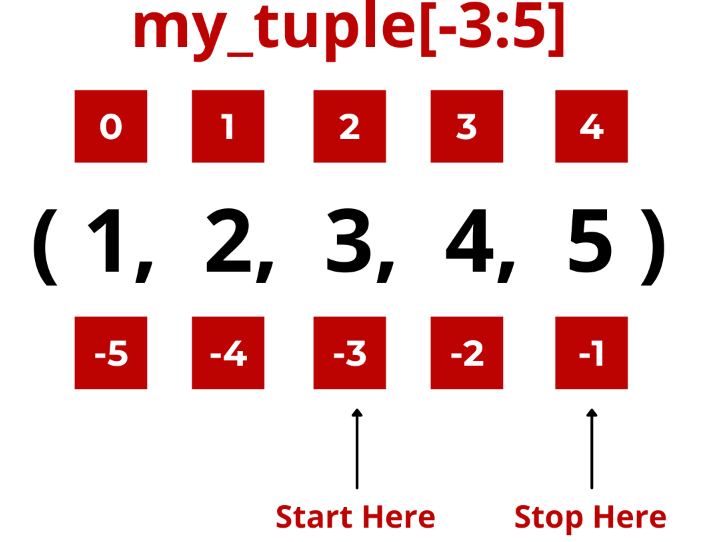 my_tuple[-3:5]
0 1 2 3 4
( 1, 2, 3, 4, 5 )
-5 -4 -3 -2 -1
Start Here Stop Here